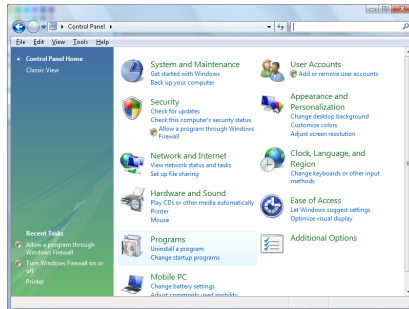 Control Panel
File Edit View Tools Help
Control Panel Home
Classic View
System and Maintenance
Get started with Windows
Back up your computer
Security
Check for updates
Check this computer's security status
Allow a program through Windows
Firewall
Network and Internet
View network status and tasks
Set up file sharing
Hardware and Sound
Play CDs or other media automatically
Printer
Mouse
Programs
Uninstall a program
Change startup programs
Mobile PC
Change battery settings
Adjust commonly used mobility
User Accounts
Add or remove user accounts
Appearance and
Personalization
Change desktop background
Customize colors
Adjust screen resolution
Clock, Language, and
Region
Change keyboards or other input
methods
Ease of Access
Let Windows suggest settings
Optimize visual display
Additional Options
Recent Tasks
Allow a program through
Windows Firewall
Turn Windows Firewall on or
off
Printer